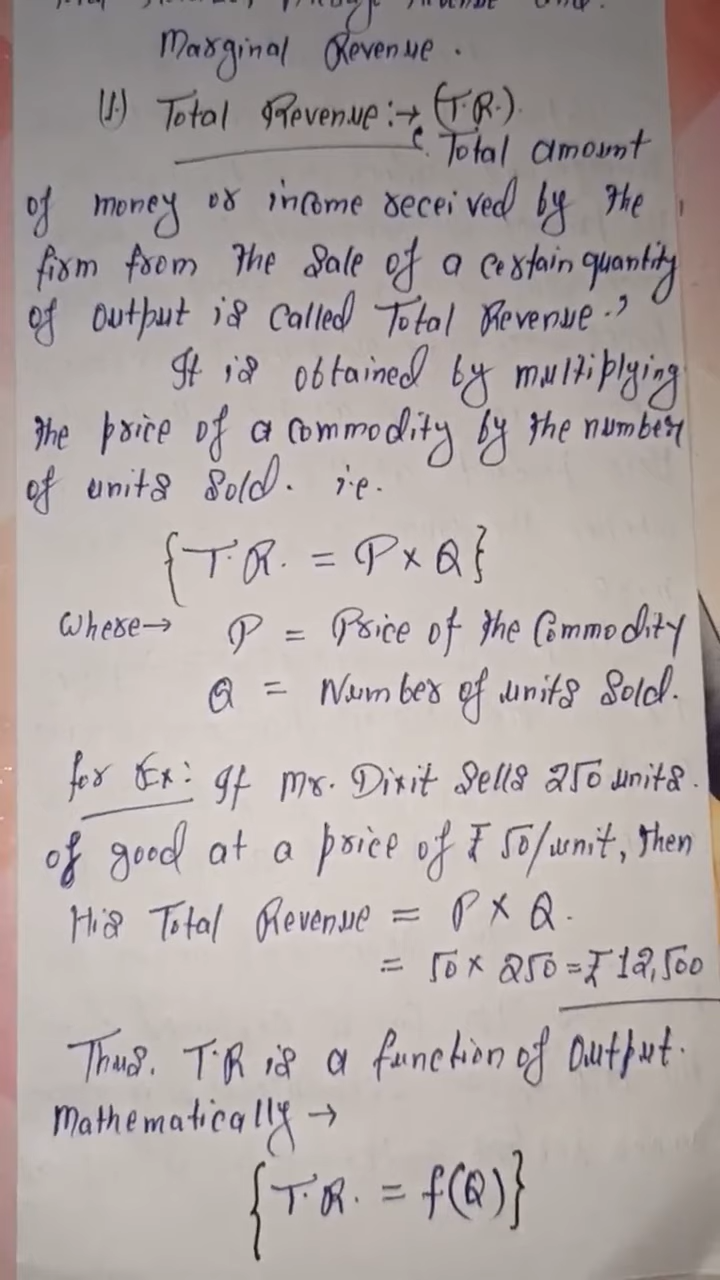 Marginal Revenue.
(1.) Total Revenue :→ (T.R.)
"Total amount
of money or income received by the
firm from the sale of a certain quantity
of output is called Total Revenue."
It is obtained by multiplying
the price of a commodity by the number
of units sold. i.e.
{T.R. = P × Q}
Where → P = Price of the Commodity
Q = Number of units sold.
for Ex: If Mr. Dixit sells 250 units
of good at a price of ₹ 50/unit, then
His Total Revenue = P × Q.
= 50 × 250 = ₹ 12,500
Thus. T.R is a function of Output.
Mathematically →
{T.R. = f(Q)}